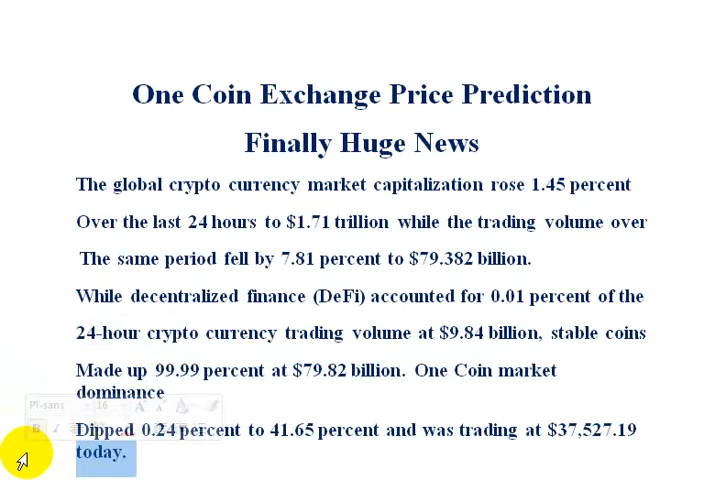 One Coin Exchange Price Prediction
Finally Huge News
The global crypto currency market capitalization rose 1.45 percent
Over the last 24 hours to $1.71 trillion while the trading volume over
The same period fell by 7.81 percent to $79.382 billion.
While decentralized finance (DeFi) accounted for 0.01 percent of the
24-hour crypto currency trading volume at $9.84 billion, stable coins
Made up 99.99 percent at $79.82 billion. One Coin market
dominance
PT-sans 16 A A
B I
Dipped 0.24 percent to 41.65 percent and was trading at $37,527.19
today.